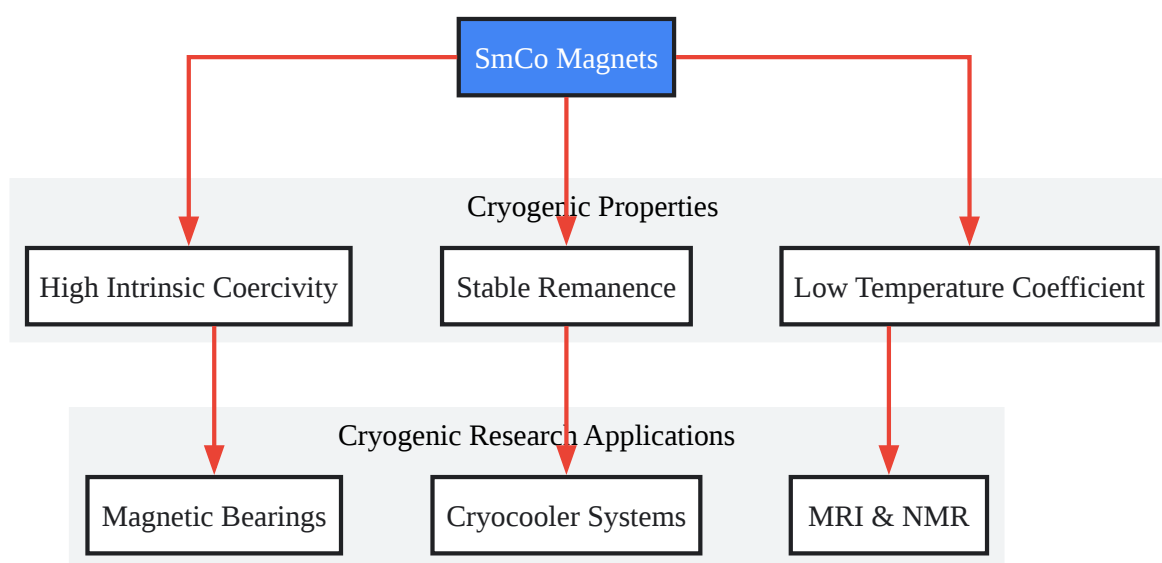 SmCo Magnets
Cryogenic Properties
High Intrinsic Coercivity
Stable Remanence
Low Temperature Coefficient
Cryogenic Research Applications
Magnetic Bearings
Cryocooler Systems
MRI & NMR